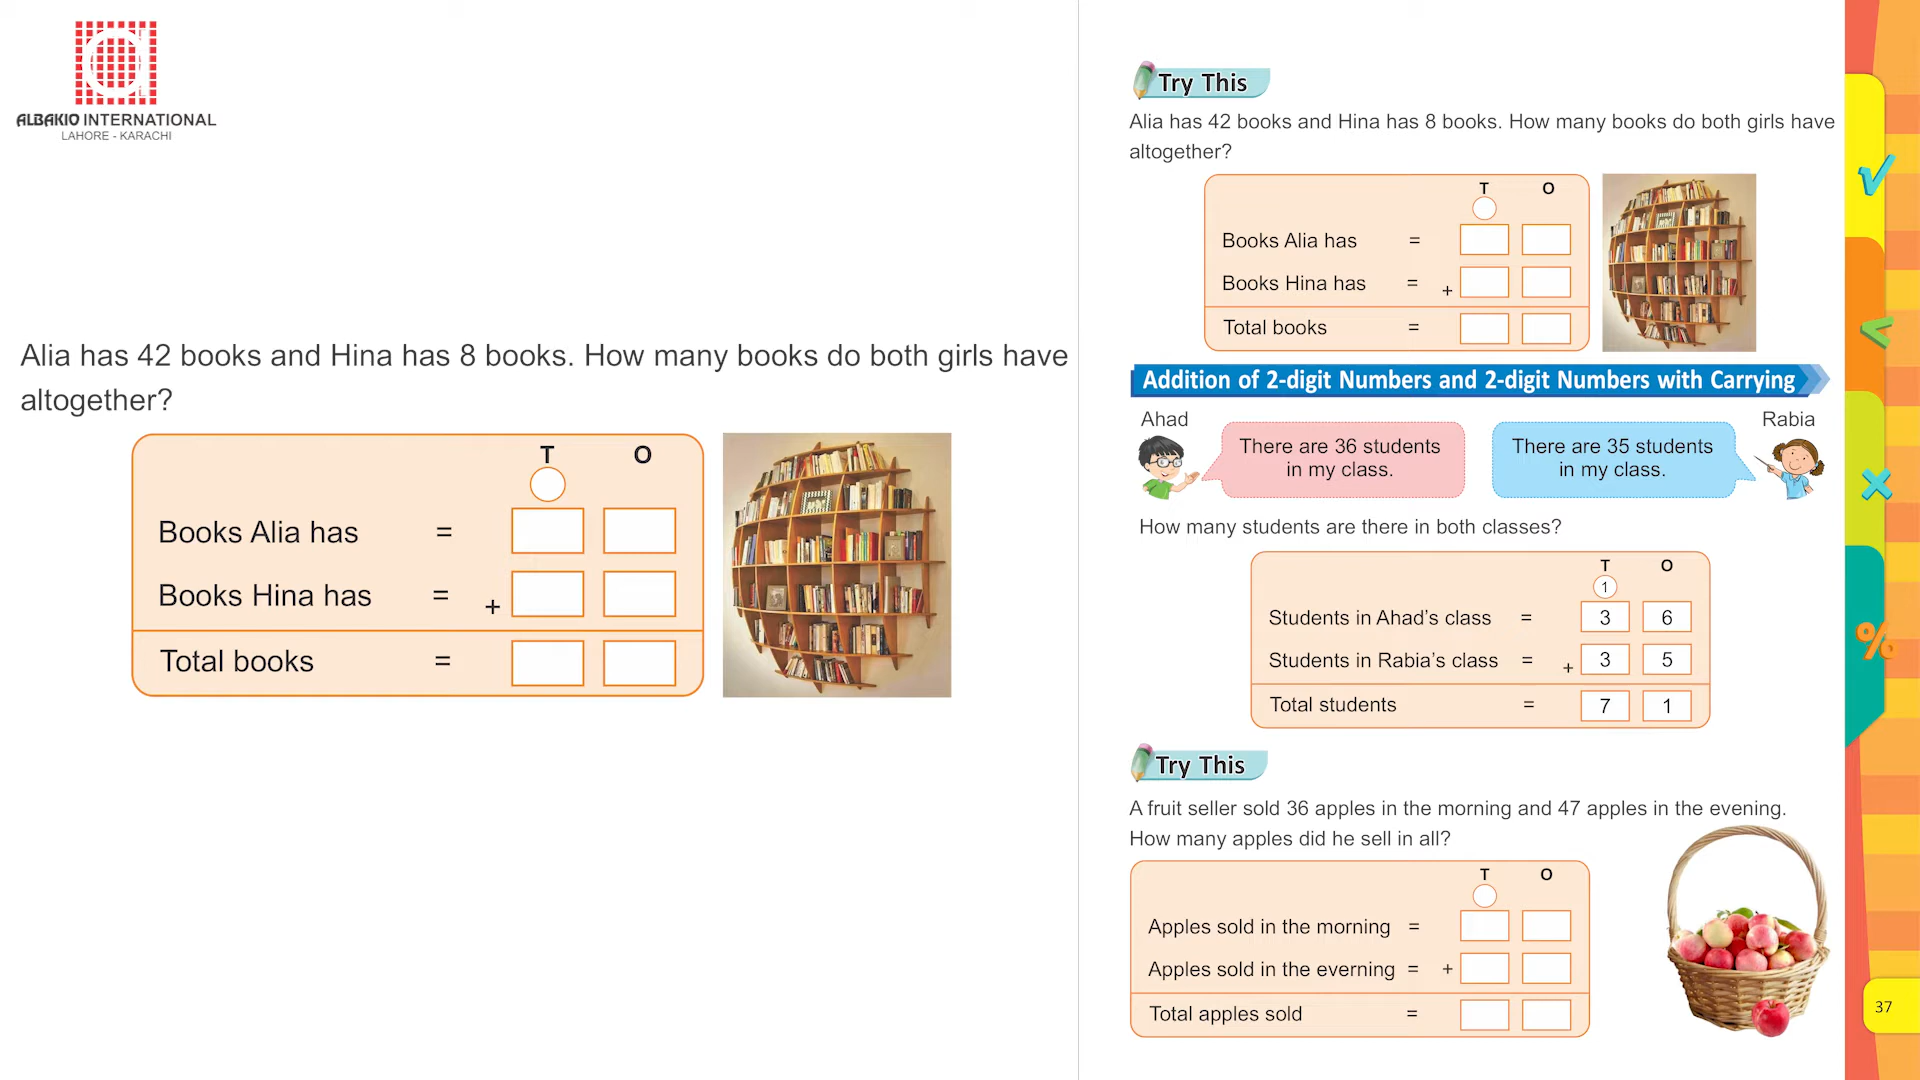 ALBAKIO INTERNATIONAL
LAHORE - KARACHI
Alia has 42 books and Hina has 8 books. How many books do both girls have
altogether?
T O
Books Alia has =
Books Hina has = +
Total books =
Try This
Alia has 42 books and Hina has 8 books. How many books do both girls have
altogether?
T O
Books Alia has =
Books Hina has = +
Total books =
Addition of 2-digit Numbers and 2-digit Numbers with Carrying
Ahad
Rabia
There are 36 students
in my class.
There are 35 students
in my class.
How many students are there in both classes?
T O
1
Students in Ahad's class = 3 6
Students in Rabia's class = + 3 5
Total students = 7 1
Try This
A fruit seller sold 36 apples in the morning and 47 apples in the evening.
How many apples did he sell in all?
T O
Apples sold in the morning =
Apples sold in the everning = +
Total apples sold =
√
<
×
%
37